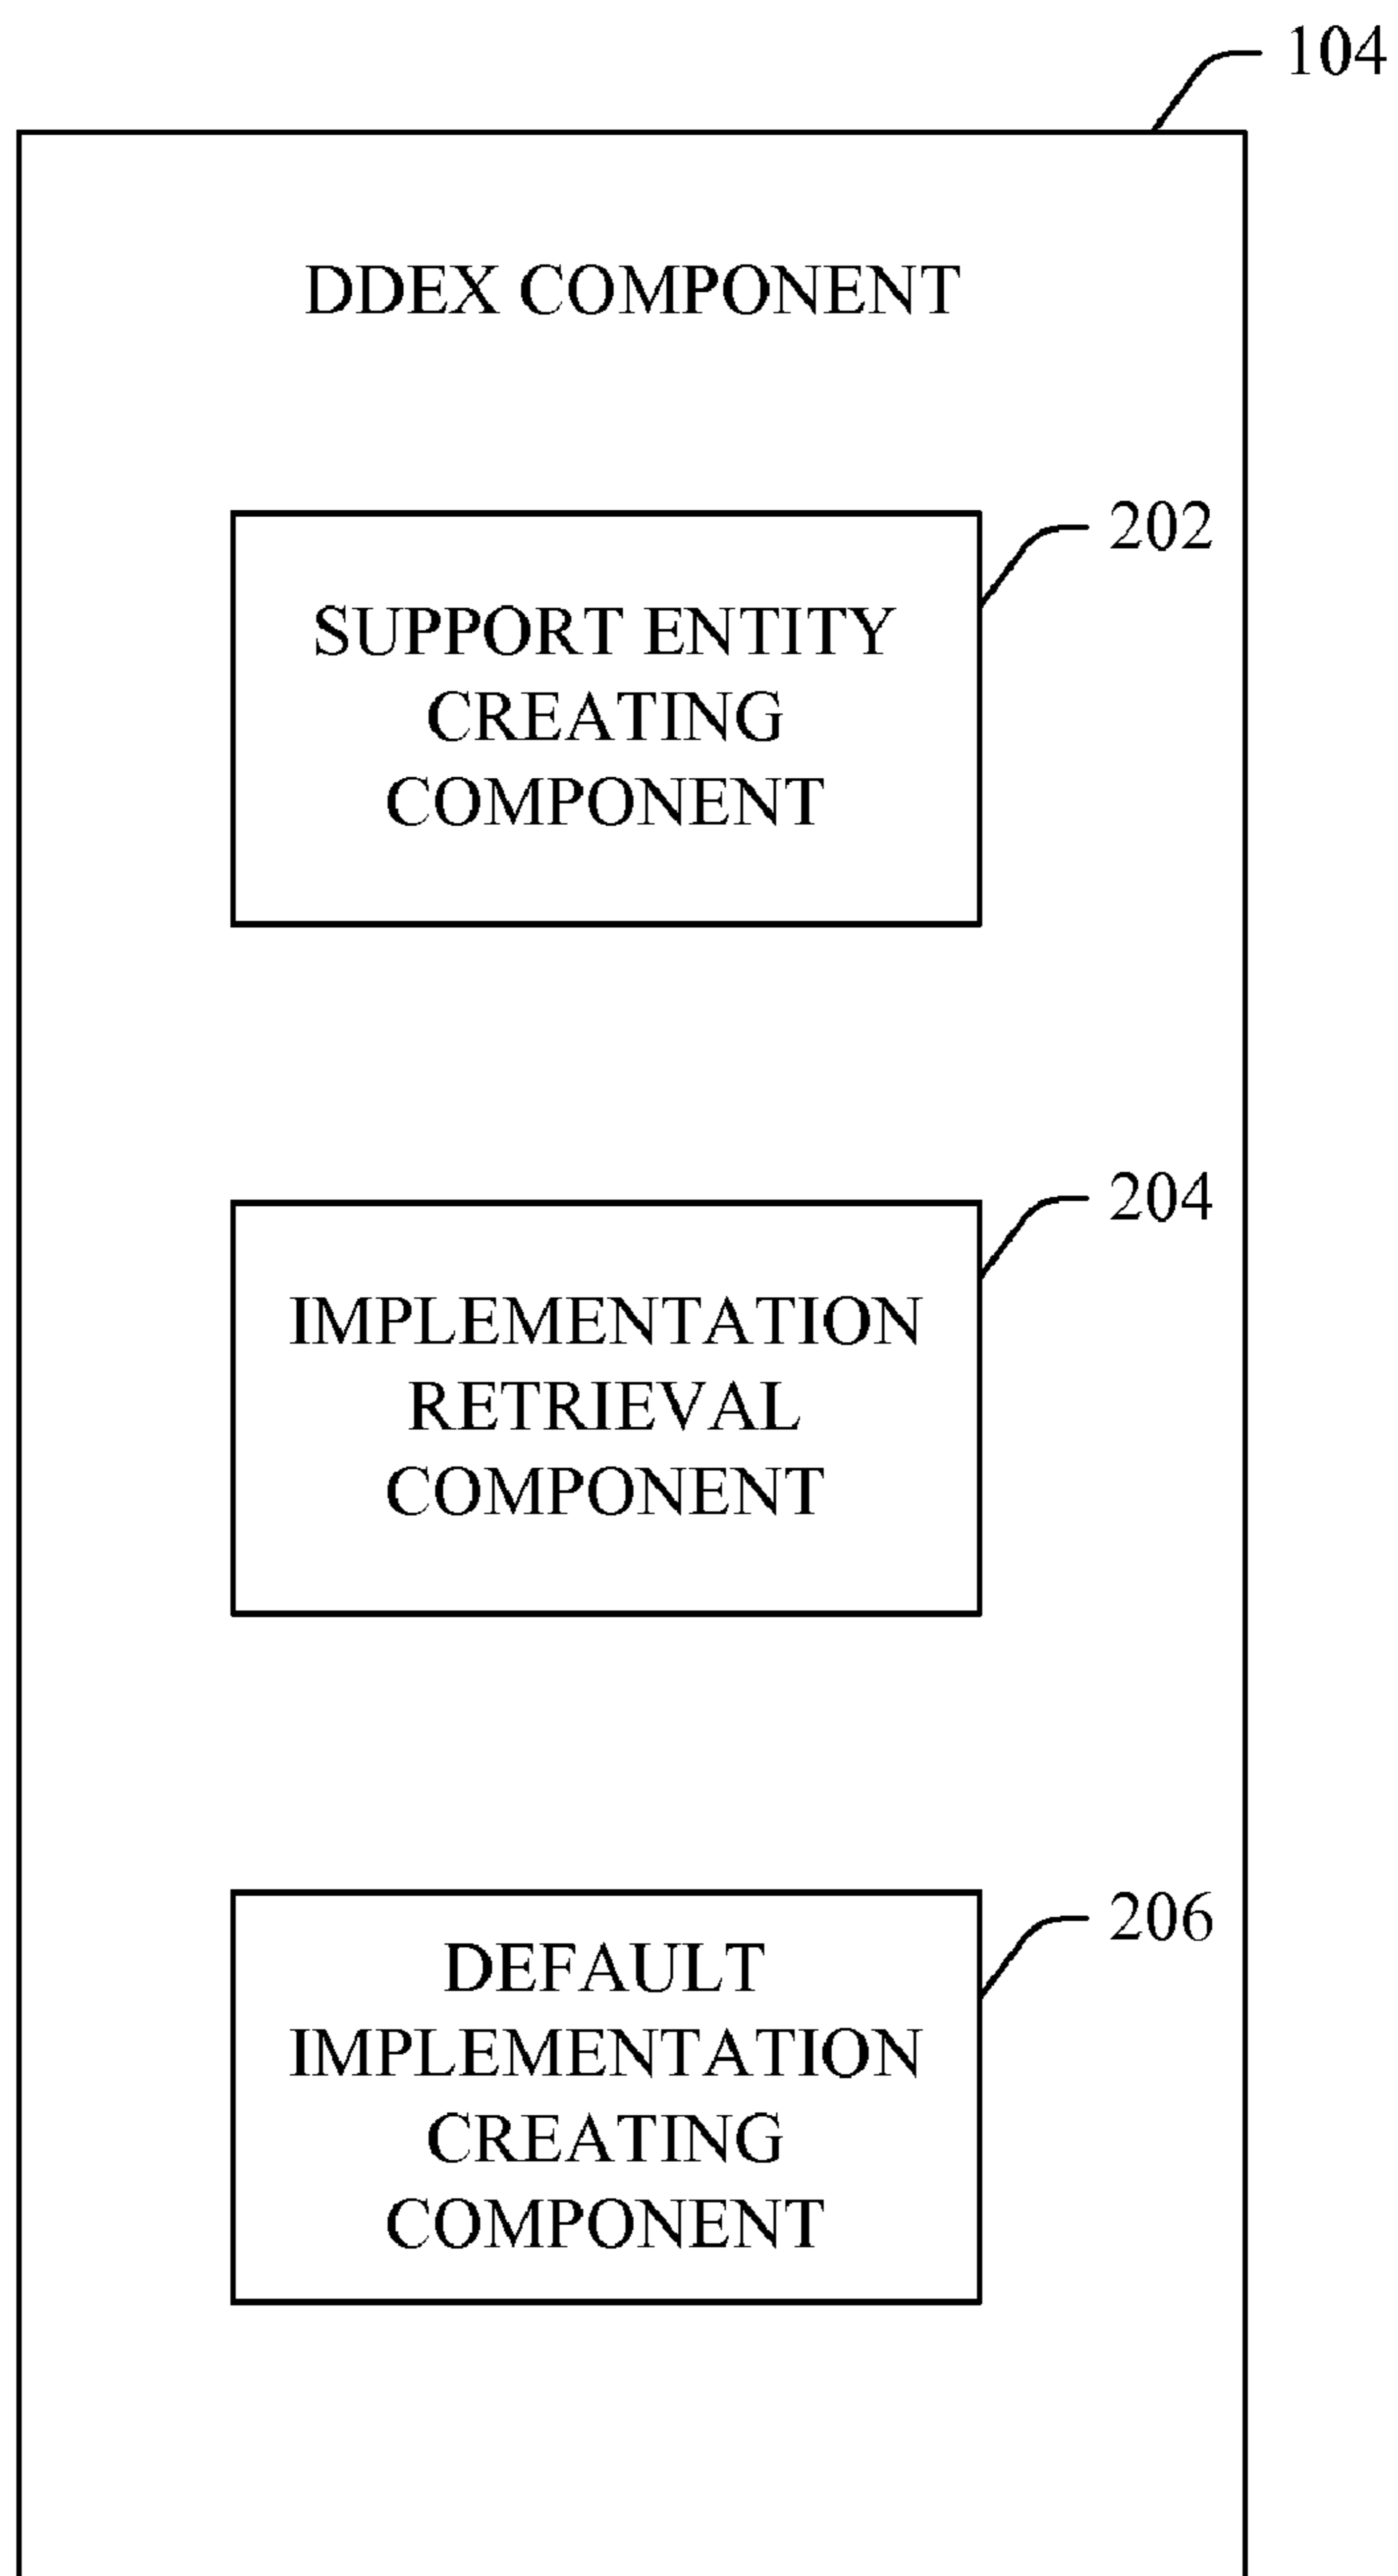 104
DDEX COMPONENT
202
SUPPORT ENTITY
CREATING
COMPONENT
204
IMPLEMENTATION
RETRIEVAL
COMPONENT
206
DEFAULT
IMPLEMENTATION
CREATING
COMPONENT